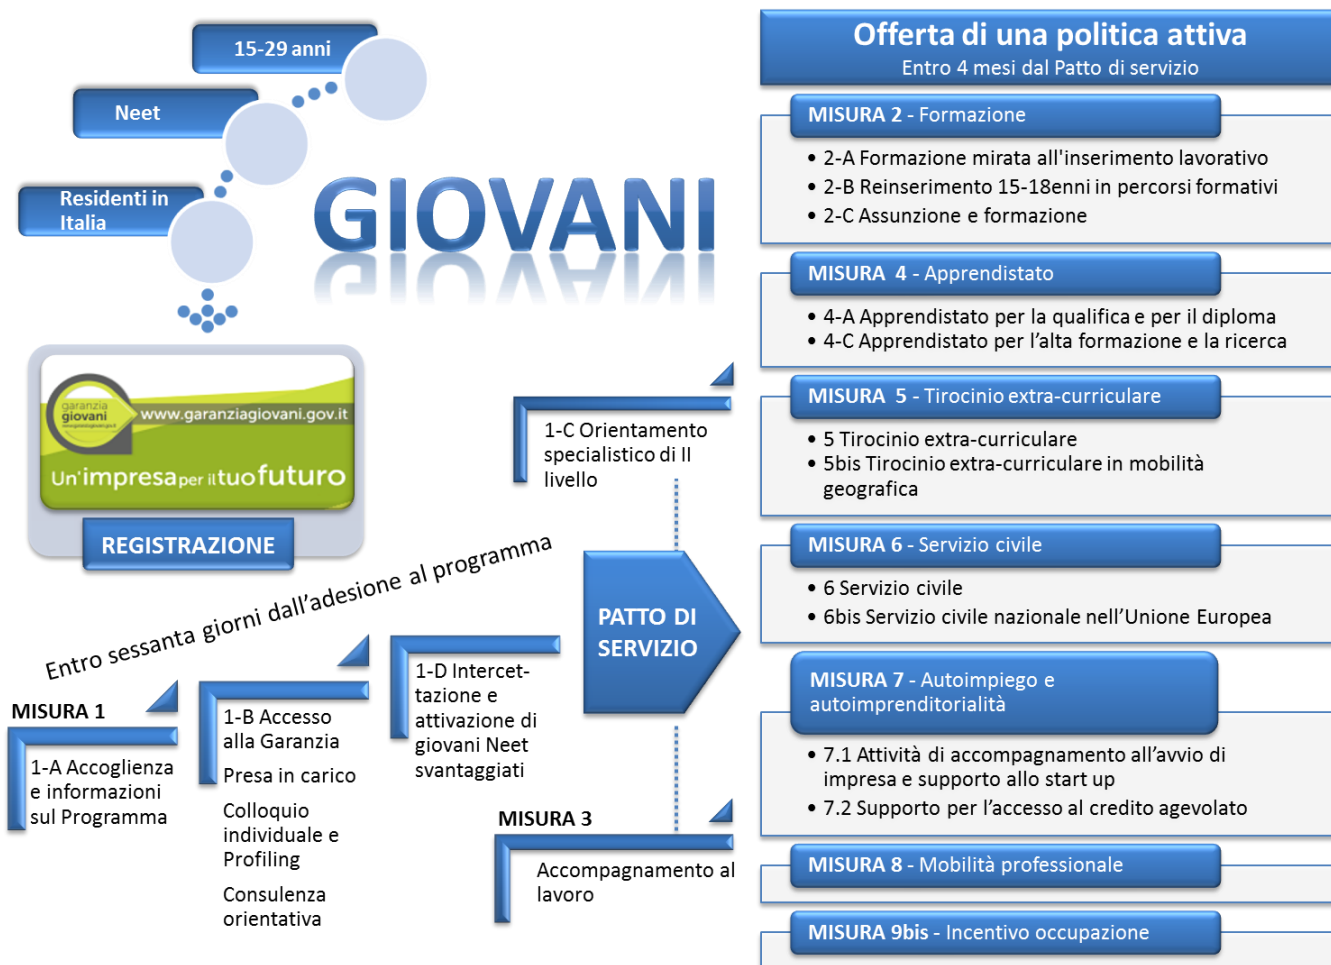 15-29 anni
Neet
Residenti in
Italia
GIOVANI
garanzia
giovani
www.garanziagiovani.gov.it
Un'impresa per il tuo futuro
REGISTRAZIONE
Entro sessanta giorni dall'adesione al programma
MISURA 1
1-A Accoglienza
e informazioni
sul Programma
1-B Accesso
alla Garanzia
Presa in carico
Colloquio
individuale e
Profiling
Consulenza
orientativa
1-D Intercet-
tazione e
attivazione di
giovani Neet
svantaggiati
1-C Orientamento
specialistico di II
livello
PATTO DI
SERVIZIO
MISURA 3
Accompagnamento al
lavoro
Offerta di una politica attiva
Entro 4 mesi dal Patto di servizio
MISURA 2 - Formazione
• 2-A Formazione mirata all'inserimento lavorativo
• 2-B Reinserimento 15-18enni in percorsi formativi
• 2-C Assunzione e formazione
MISURA 4 - Apprendistato
• 4-A Apprendistato per la qualifica e per il diploma
• 4-C Apprendistato per l'alta formazione e la ricerca
MISURA 5 - Tirocinio extra-curriculare
• 5 Tirocinio extra-curriculare
• 5bis Tirocinio extra-curriculare in mobilità
geografica
MISURA 6 - Servizio civile
• 6 Servizio civile
• 6bis Servizio civile nazionale nell'Unione Europea
MISURA 7 - Autoimpiego e
autoimprenditorialità
• 7.1 Attività di accompagnamento all'avvio di
impresa e supporto allo start up
• 7.2 Supporto per l'accesso al credito agevolato
MISURA 8 - Mobilità professionale
MISURA 9bis - Incentivo occupazione